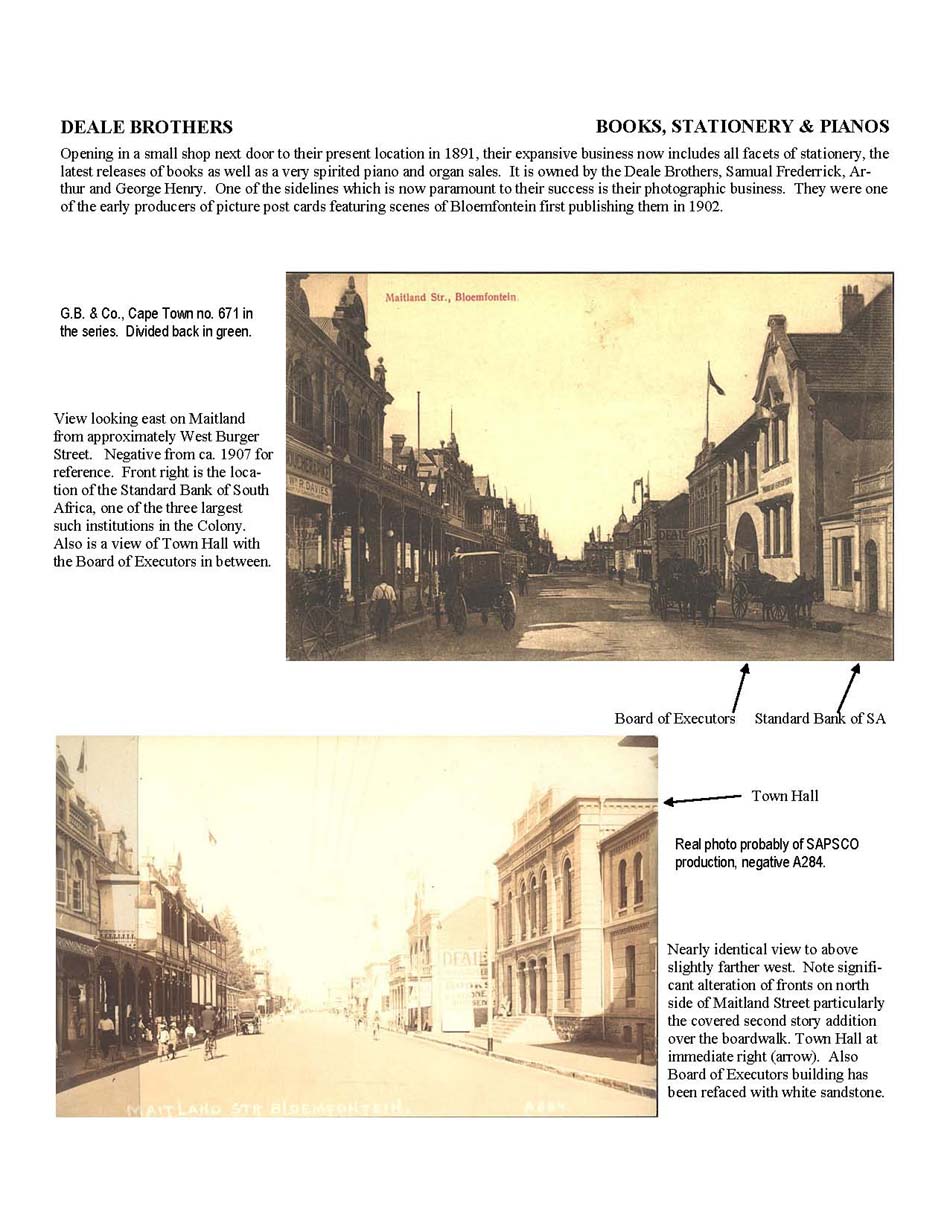 DEALE BROTHERS
BOOKS, STATIONERY & PIANOS
Opening in a small shop next door to their present location in 1891, their expansive business now includes all facets of stationery, the
latest releases of books as well as a very spirited piano and organ sales.  It is owned by the Deale Brothers, Samual Frederrick, Ar-
thur and George Henry.  One of the sidelines which is now paramount to their success is their photographic business.  They were one
of the early producers of picture post cards featuring scenes of Bloemfontein first publishing them in 1902.
G.B. & Co., Cape Town no. 671 in
the series.  Divided back in green.
Maitland Str., Bloemfontein.
WM R. DAVIES
DEALE
View looking east on Maitland
from approximately West Burger
Street.   Negative from ca. 1907 for
reference.  Front right is the loca-
tion of the Standard Bank of South
Africa, one of the three largest
such institutions in the Colony.
Also is a view of Town Hall with
the Board of Executors in between.
Board of Executors
Standard Bank of SA
Town Hall
Real photo probably of SAPSCO
production, negative A284.
DEALE
MAITLAND STR BLOEMFONTEIN.
A284
Nearly identical view to above
slightly farther west.  Note signifi-
cant alteration of fronts on north
side of Maitland Street particularly
the covered second story addition
over the boardwalk. Town Hall at
immediate right (arrow).  Also
Board of Executors building has
been refaced with white sandstone.